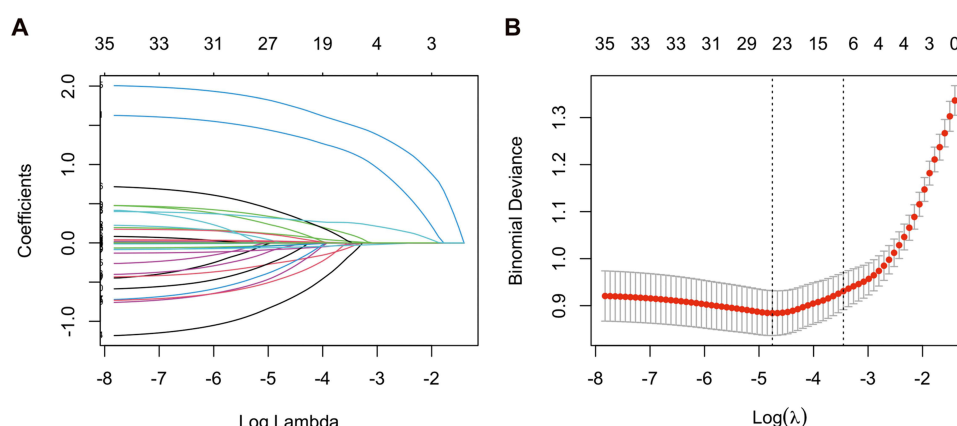 A
35 33 31 27 19 4 3
Coefficients
2.0
1.0
0.0
-1.0
-8 -7 -6 -5 -4 -3 -2
Log Lambda
B
35 33 33 31 29 23 15 6 4 4 3 0
Binomial Deviance
1.3
1.2
1.1
1.0
0.9
-8 -7 -6 -5 -4 -3 -2
Log(λ)